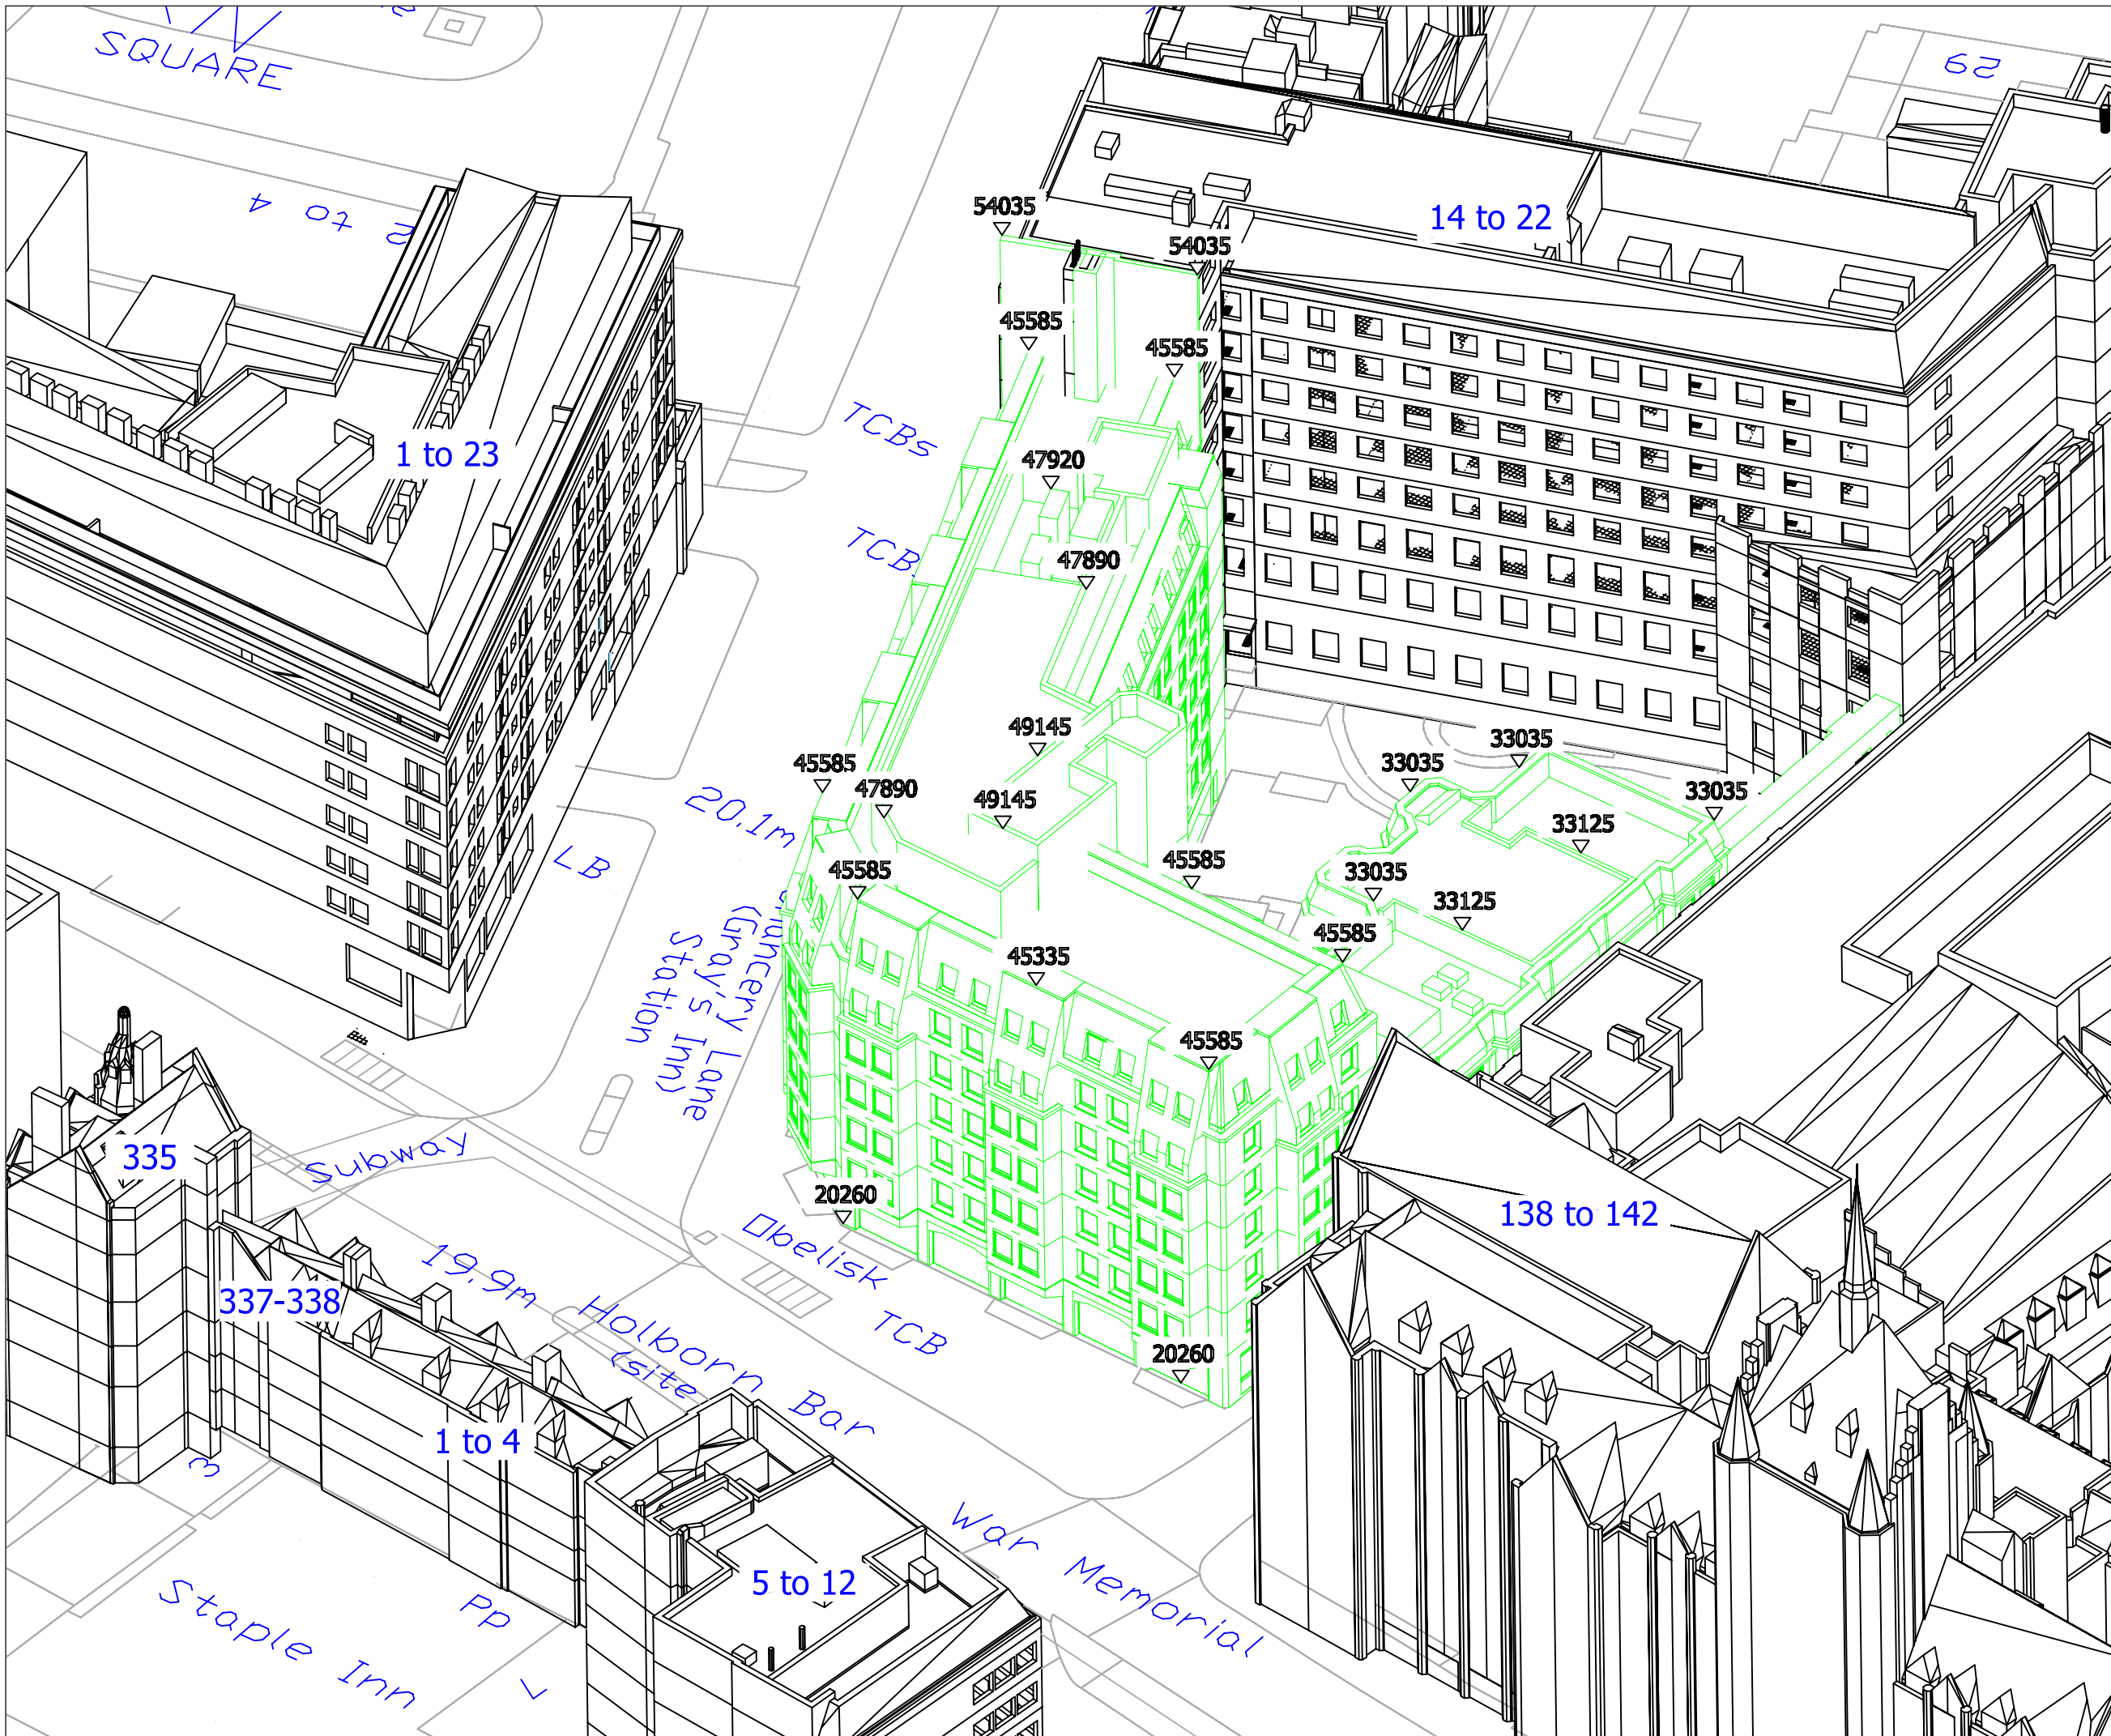 SQUARE
29
2 to 4
54035
14 to 22
54035
45585
45585
TCBs
1 to 23
47920
TCB
47890
49145
33035
45585
33035
47890
20.1m
49145
33035
33125
LB
45585
45585
33035
33125
Chancery Lane
(Gray's Inn)
Station
45585
45335
45585
335
Subway
20260
Obelisk
138 to 142
19.9m
337-338
Holborn Bar
(site
TCB
20260
1 to 4
3
War Memorial
5 to 12
Staple Inn
PP